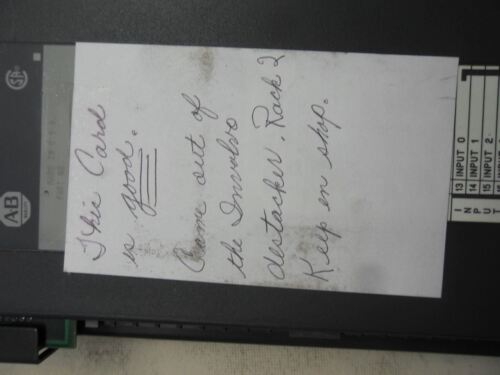 This Card
is good.
Came out of
the Involvo
destacker. Rack 2
Keep in shop.
AB
INPUT
13 INPUT 0
14 INPUT 1
15 INPUT 2